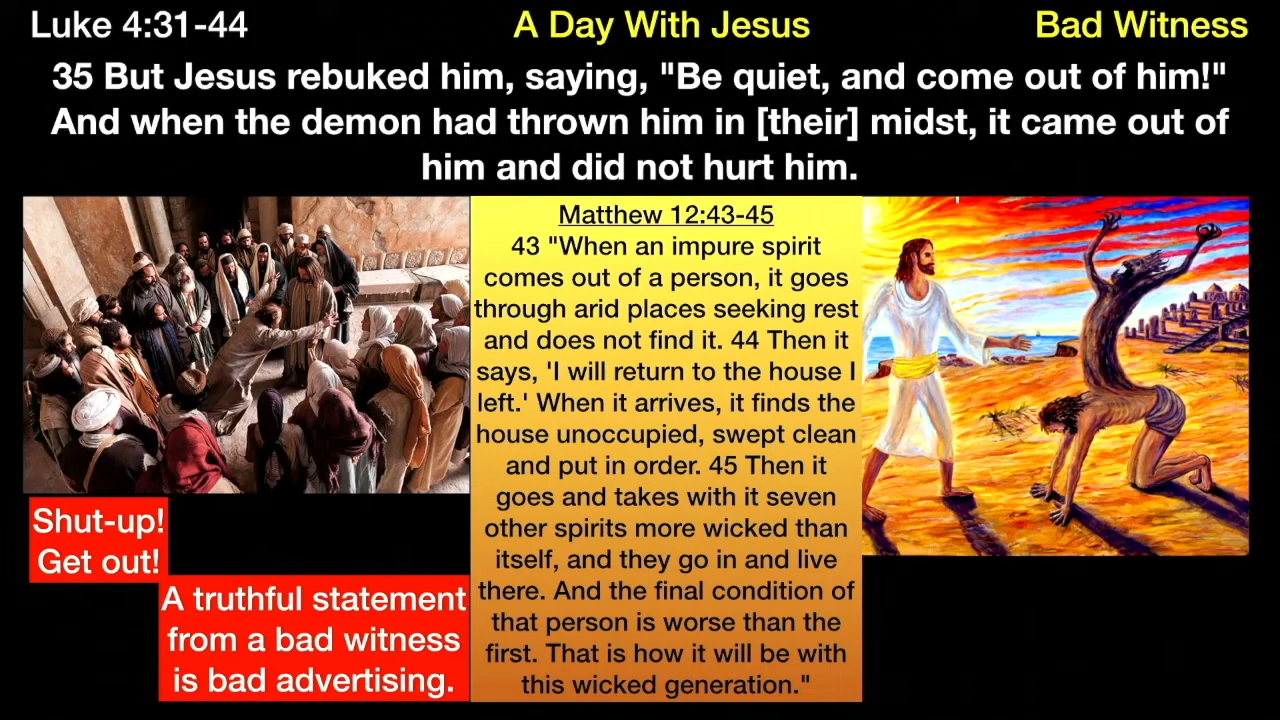 Luke 4:31-44
A Day With Jesus
Bad Witness
35 But Jesus rebuked him, saying, "Be quiet, and come out of him!"
And when the demon had thrown him in [their] midst, it came out of
him and did not hurt him.
Matthew 12:43-45
43 "When an impure spirit
comes out of a person, it goes
through arid places seeking rest
and does not find it. 44 Then it
says, 'I will return to the house I
left.' When it arrives, it finds the
house unoccupied, swept clean
and put in order. 45 Then it
goes and takes with it seven
other spirits more wicked than
itself, and they go in and live
there. And the final condition of
that person is worse than the
first. That is how it will be with
this wicked generation."
Shut-up!
Get out!
A truthful statement
from a bad witness
is bad advertising.